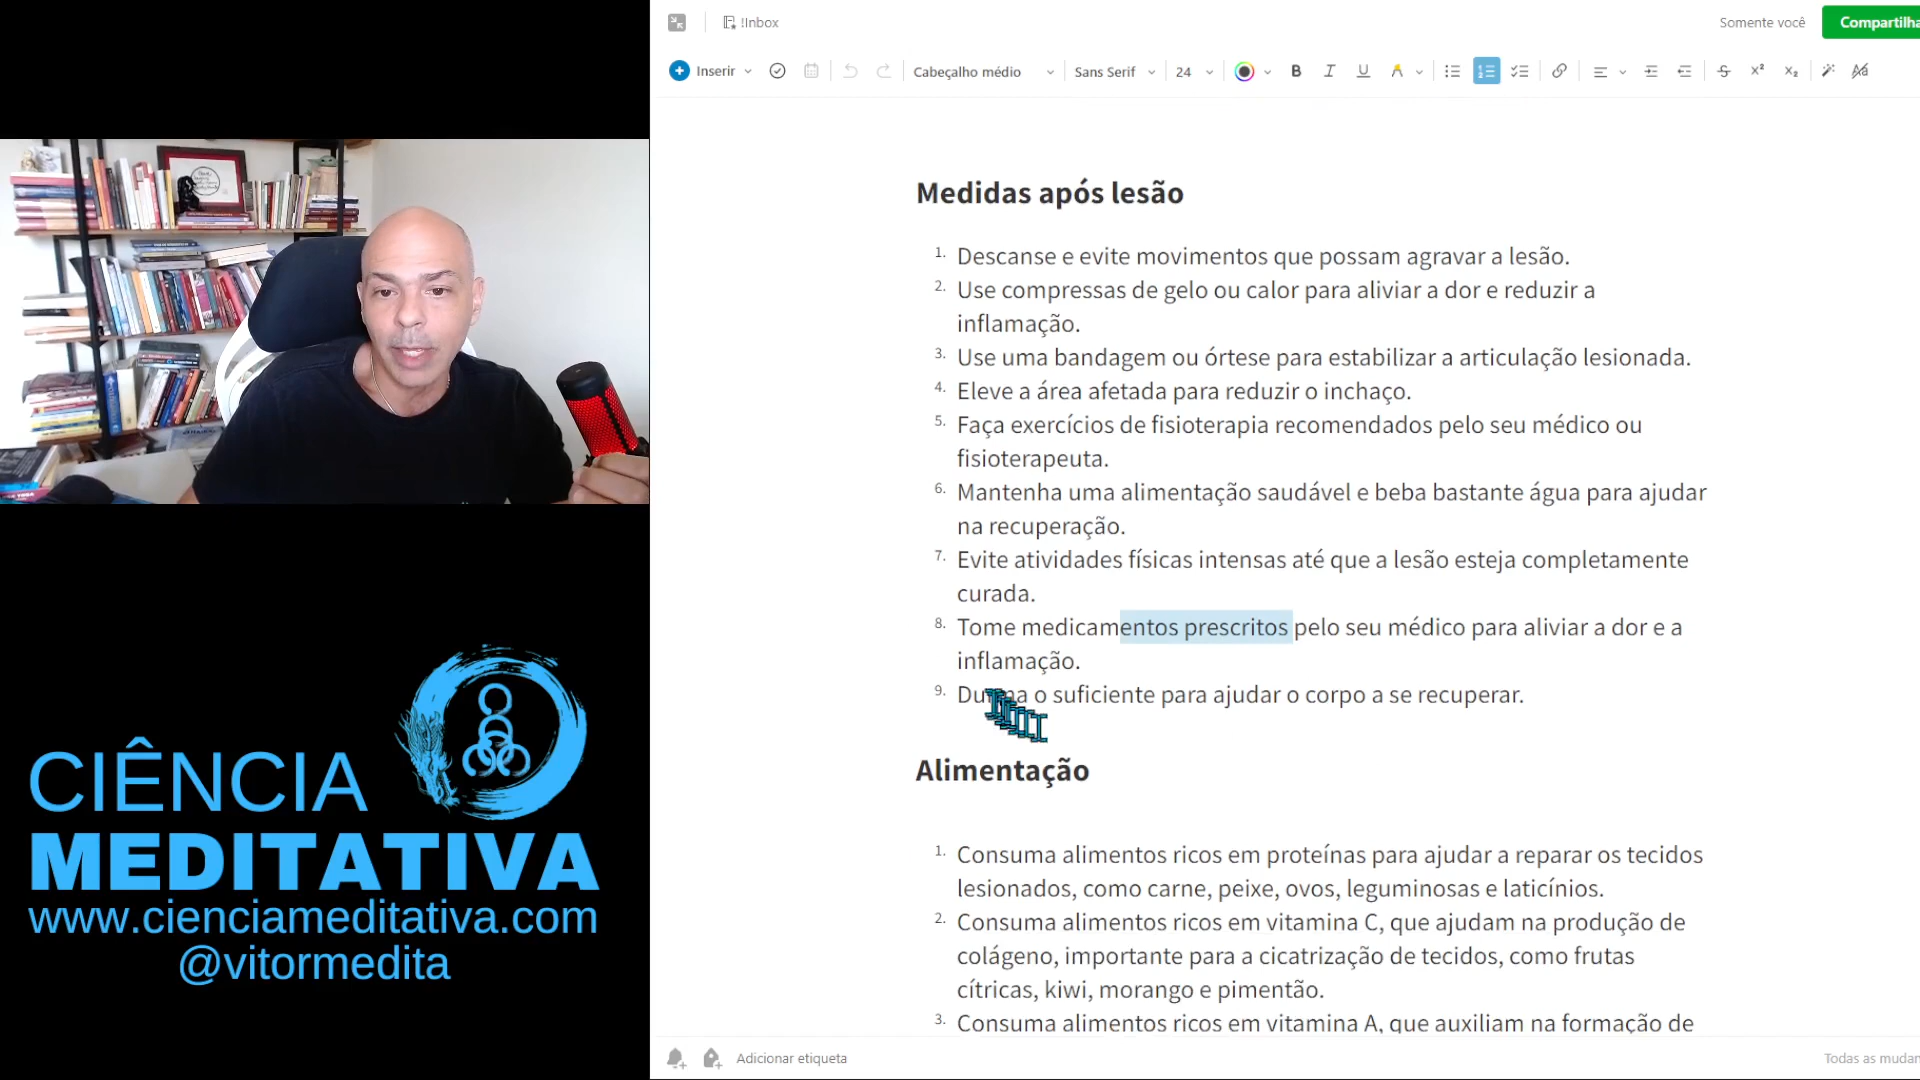 !Inbox
Somente você
Compartilha
Inserir
Cabeçalho médio
Sans Serif
24
Medidas após lesão
1. Descanse e evite movimentos que possam agravar a lesão.
2. Use compressas de gelo ou calor para aliviar a dor e reduzir a
inflamação.
3. Use uma bandagem ou órtese para estabilizar a articulação lesionada.
4. Eleve a área afetada para reduzir o inchaço.
5. Faça exercícios de fisioterapia recomendados pelo seu médico ou
fisioterapeuta.
6. Mantenha uma alimentação saudável e beba bastante água para ajudar
na recuperação.
7. Evite atividades físicas intensas até que a lesão esteja completamente
curada.
8. Tome medicamentos prescritos pelo seu médico para aliviar a dor e a
inflamação.
9. Durma o suficiente para ajudar o corpo a se recuperar.
Alimentação
1. Consuma alimentos ricos em proteínas para ajudar a reparar os tecidos
lesionados, como carne, peixe, ovos, leguminosas e laticínios.
2. Consuma alimentos ricos em vitamina C, que ajudam na produção de
colágeno, importante para a cicatrização de tecidos, como frutas
cítricas, kiwi, morango e pimentão.
3. Consuma alimentos ricos em vitamina A, que auxiliam na formação de
Adicionar etiqueta
Todas as mudan
CIÊNCIA
MEDITATIVA
www.cienciameditativa.com
@vitormedita